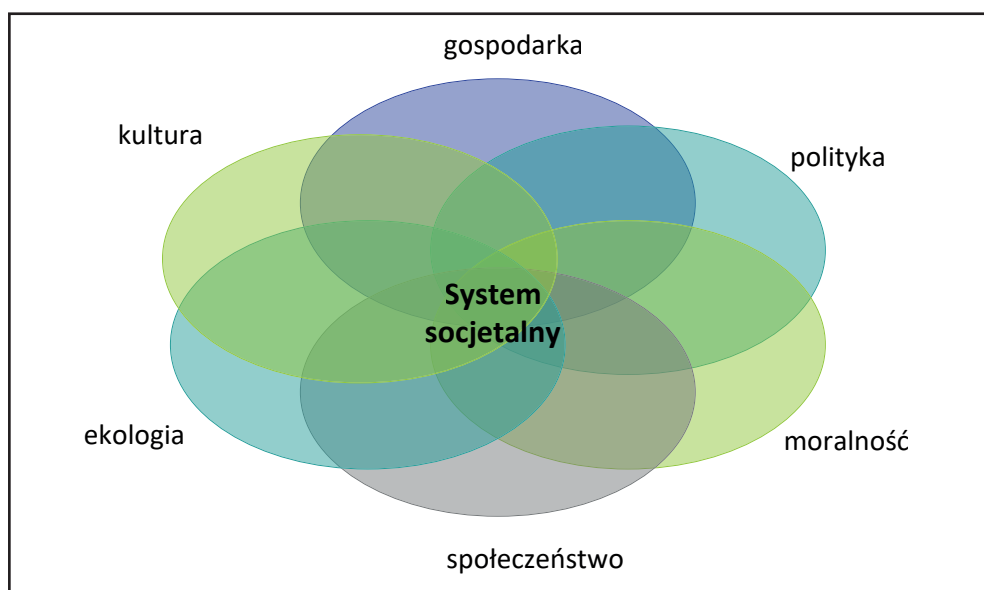 gospodarka
kultura
polityka
System
socjetalny
ekologia
moralność
społeczeństwo